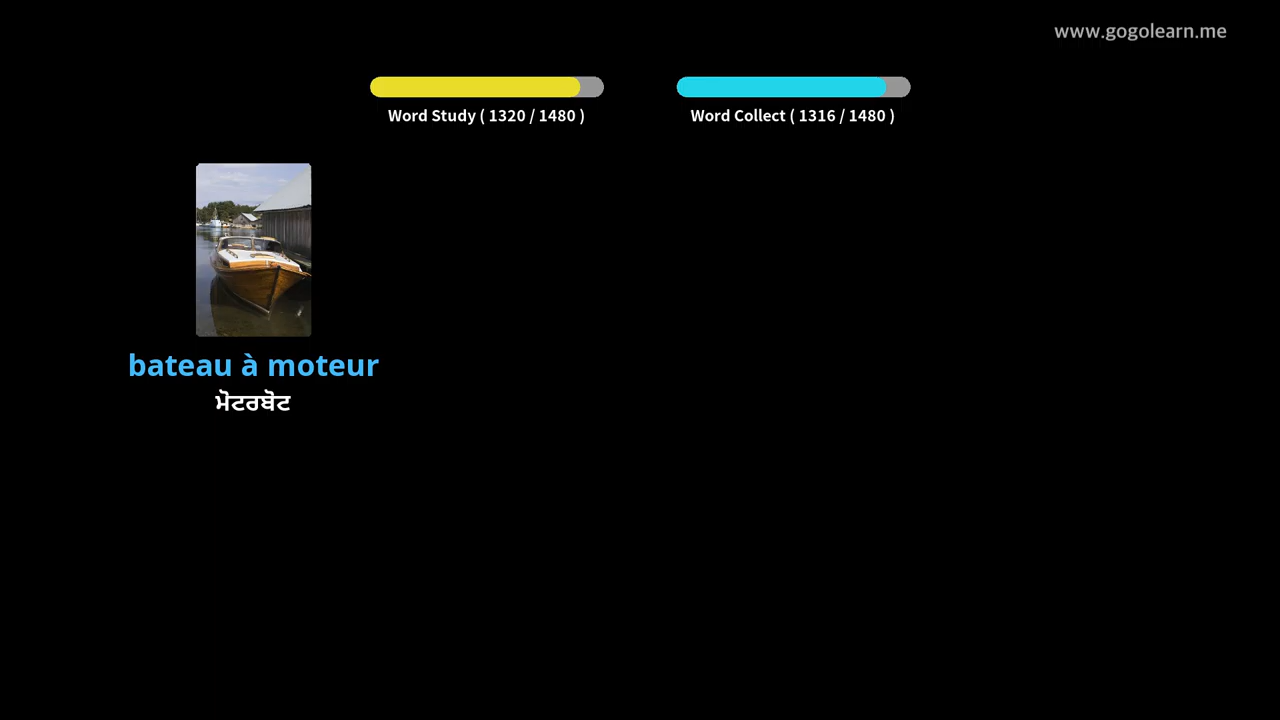 www.gogolearn.me
Word Study ( 1320 / 1480 )
Word Collect ( 1316 / 1480 )
bateau à moteur
ਮੋਟਰਬੋਟ